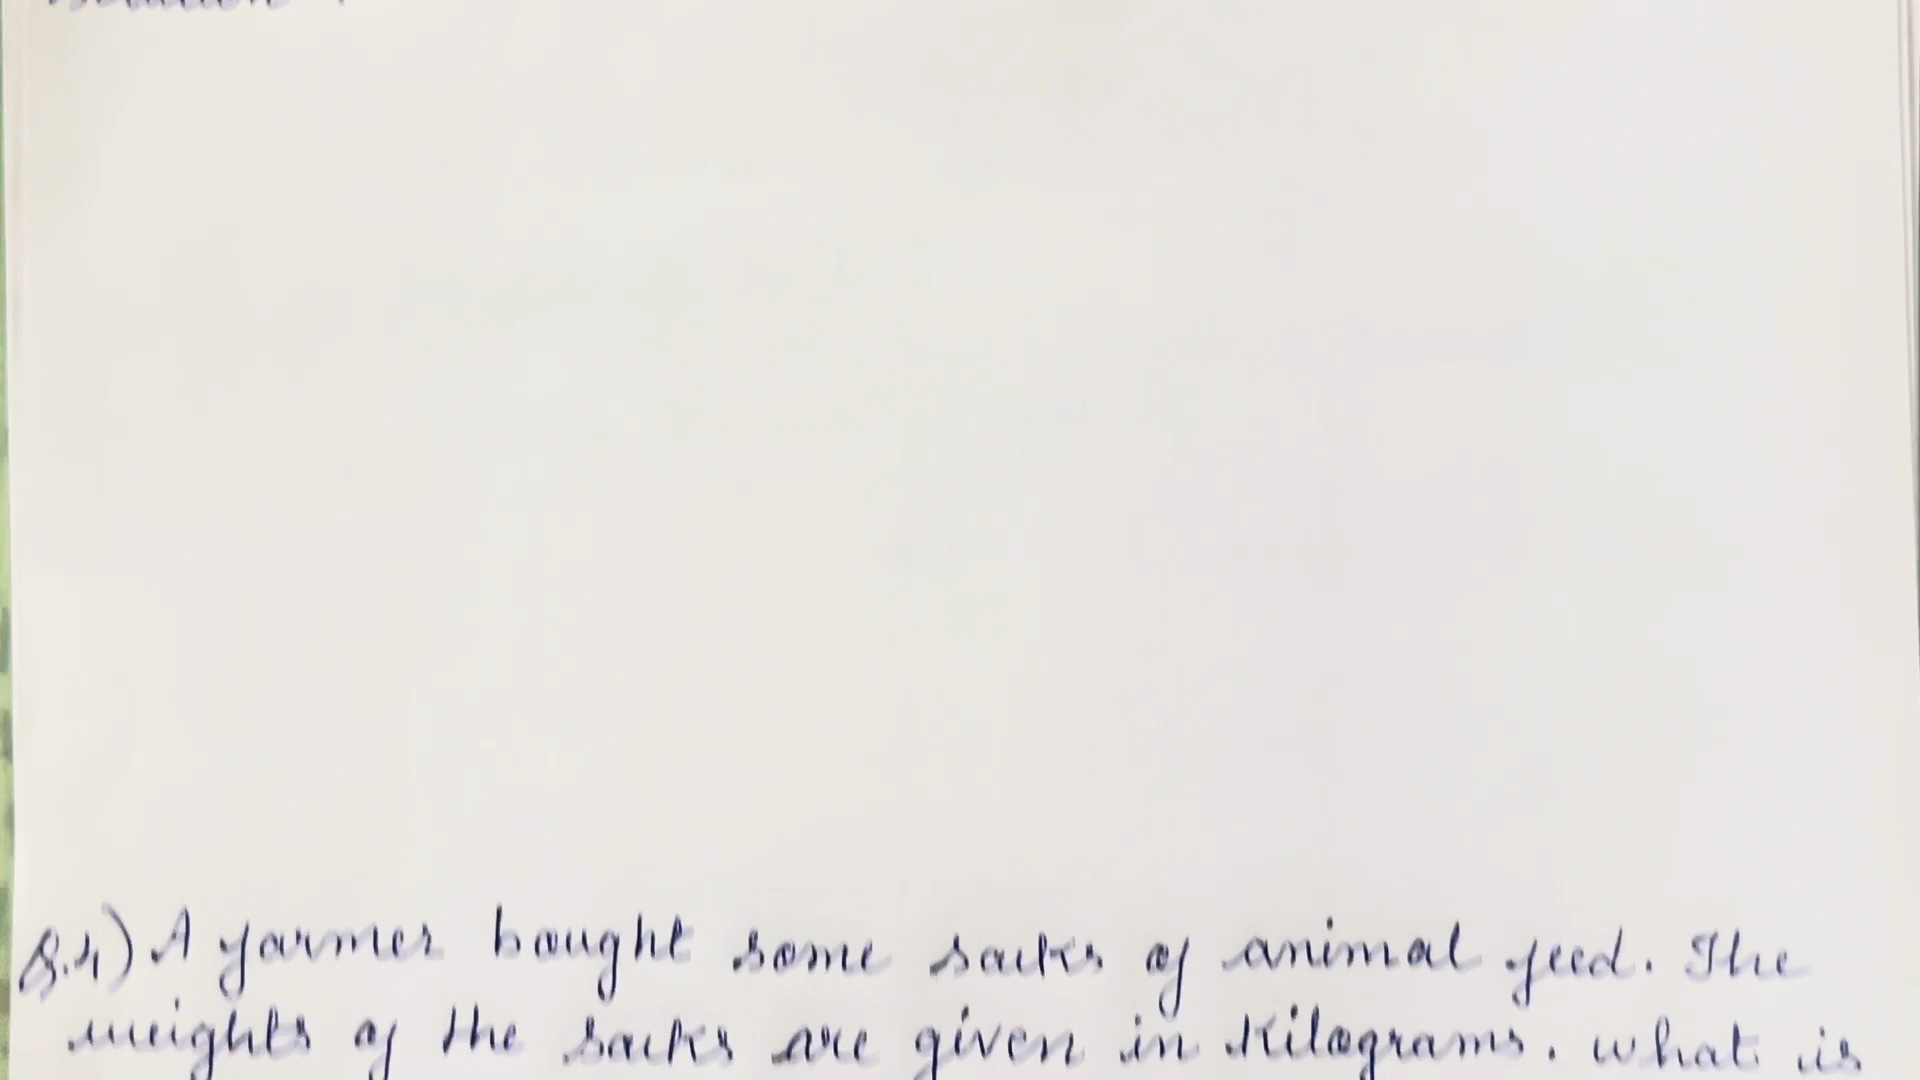 Solution :
Q.4) A farmer bought some sacks of animal feed. The
weights of the sacks are given in kilograms. what is